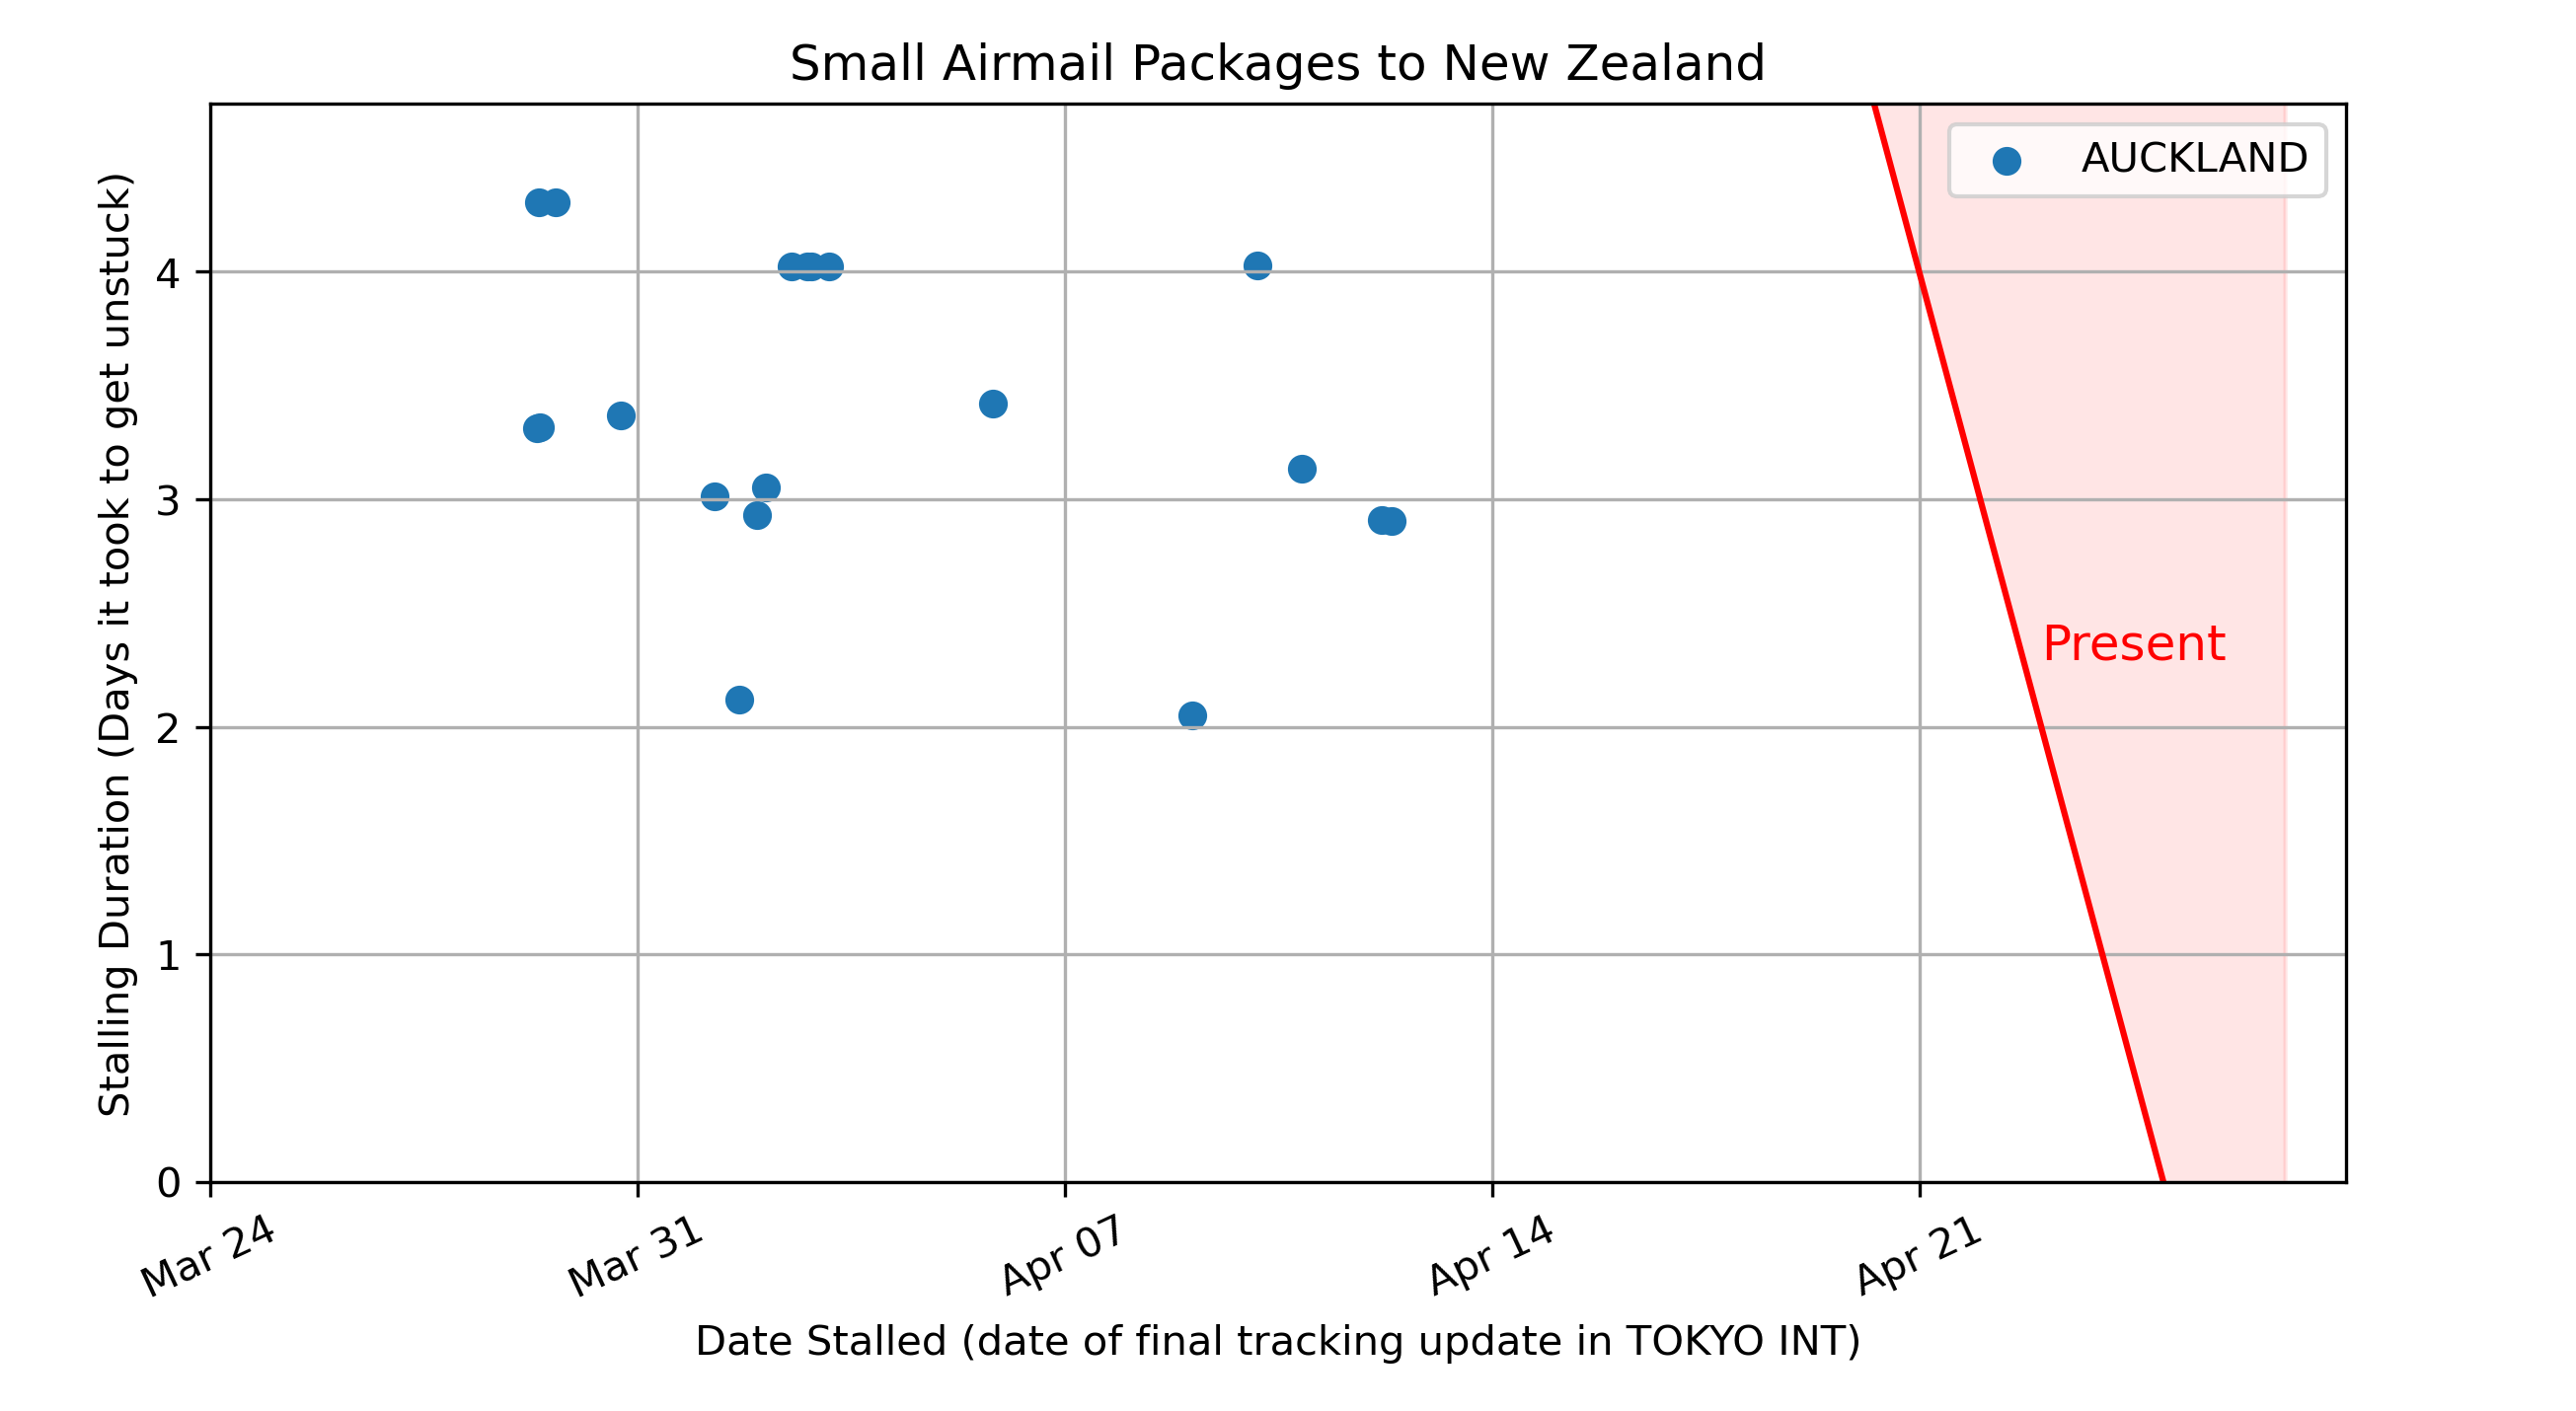 Small Airmail Packages to New Zealand
AUCKLAND
Stalling Duration (Days it took to get unstuck)
4
3
2
1
0
Present
Mar 24
Mar 31
Apr 07
Apr 14
Apr 21
Date Stalled (date of final tracking update in TOKYO INT)